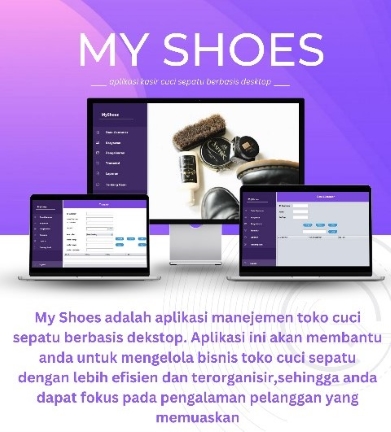 MY SHOES
aplikasi kasir cuci sepatu berbasis desktop
MyShoes
My Shoes adalah aplikasi manejemen toko cuci
sepatu berbasis dekstop. Aplikasi ini akan membantu
anda untuk mengelola bisnis toko cuci sepatu
dengan lebih efisien dan terorganisir,sehingga anda
dapat fokus pada pengalaman pelanggan yang
memuaskan